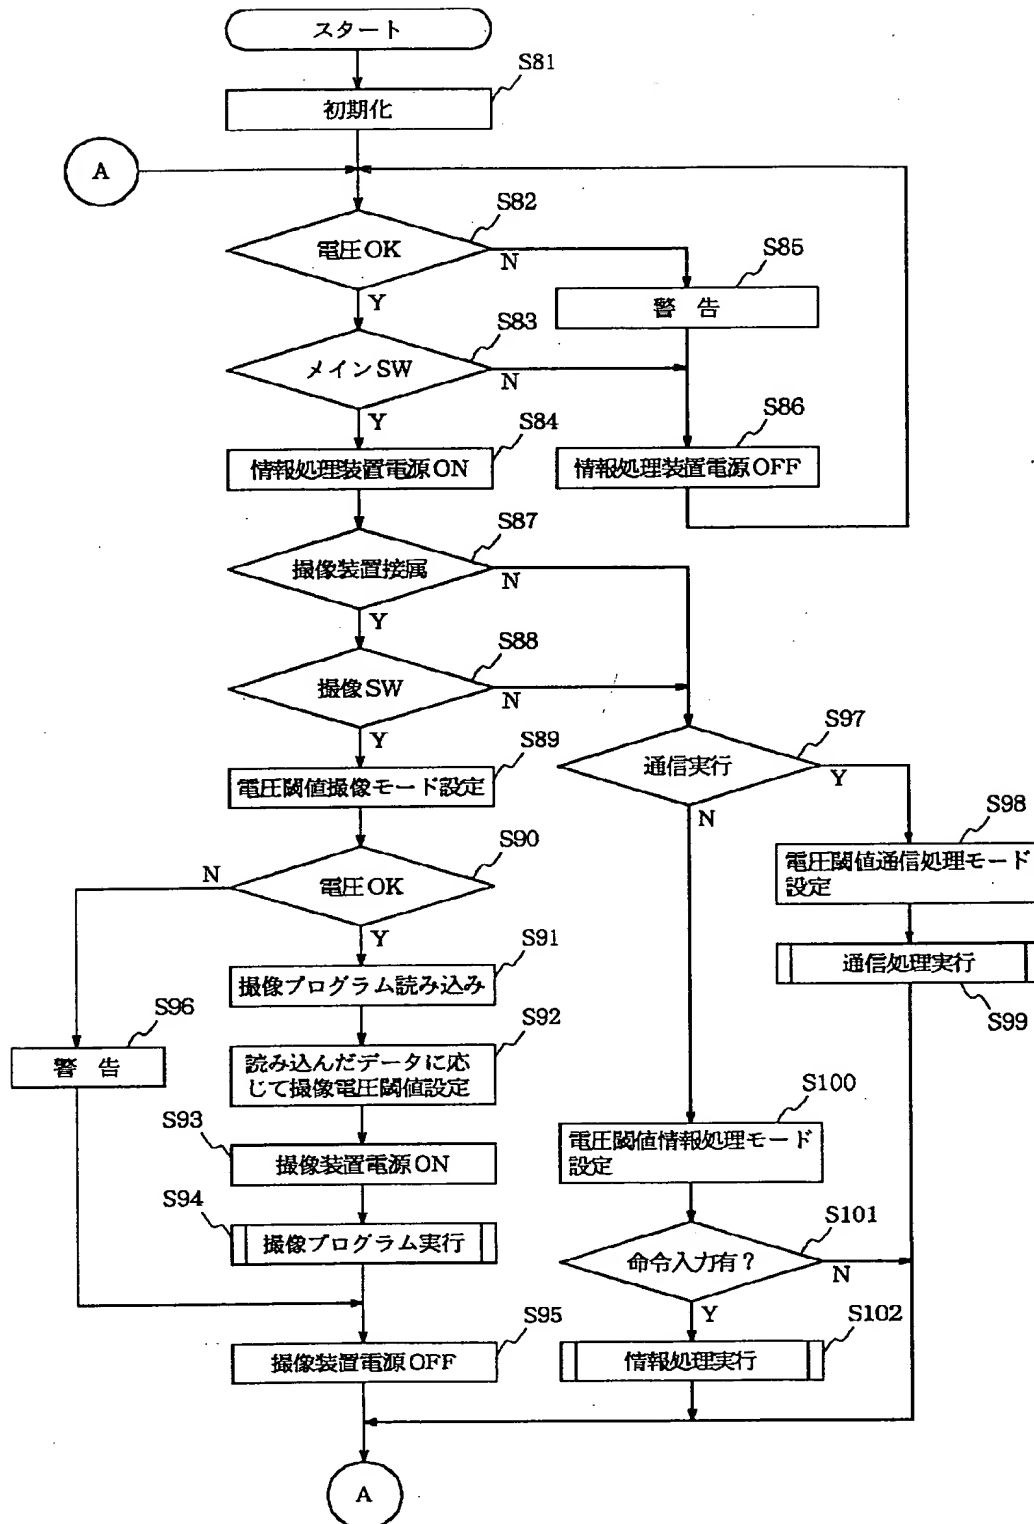 スタート
S81
初期化
A
S82
電圧OK
N
Y
S85
警 告
S83
メインSW
N
Y
S84
情報処理装置電源ON
S86
情報処理装置電源OFF
S87
撮像装置接属
N
Y
S88
撮像SW
N
Y
S89
電圧閾値撮像モード設定
S97
通信実行
Y
N
S90
電圧OK
N
Y
S98
電圧閾値通信処理モード
設定
S91
撮像プログラム読み込み
通信処理実行
S99
S92
読み込んだデータに応
じて撮像電圧閾値設定
S96
警 告
S93
撮像装置電源ON
S100
電圧閾値情報処理モード
設定
S94
撮像プログラム実行
S101
命令入力有？
N
Y
S95
撮像装置電源OFF
S102
情報処理実行
A